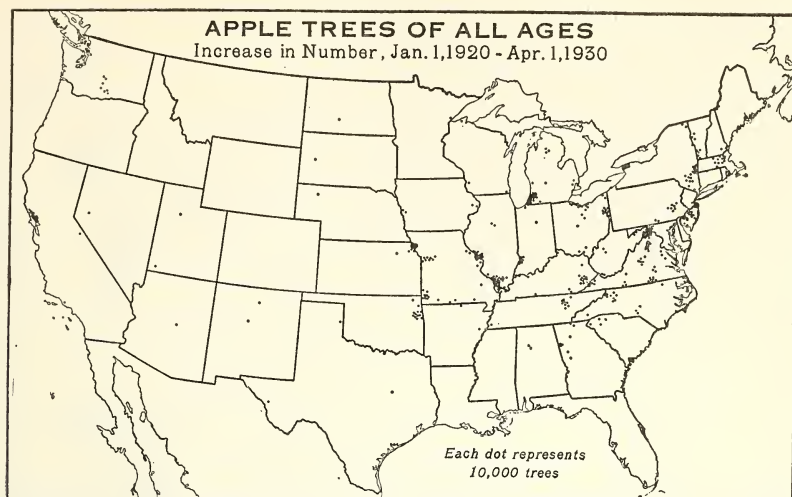 APPLE TREES OF ALL AGES
Increase in Number, Jan. 1, 1920 - Apr. 1, 1930
Each dot represents
10,000 trees